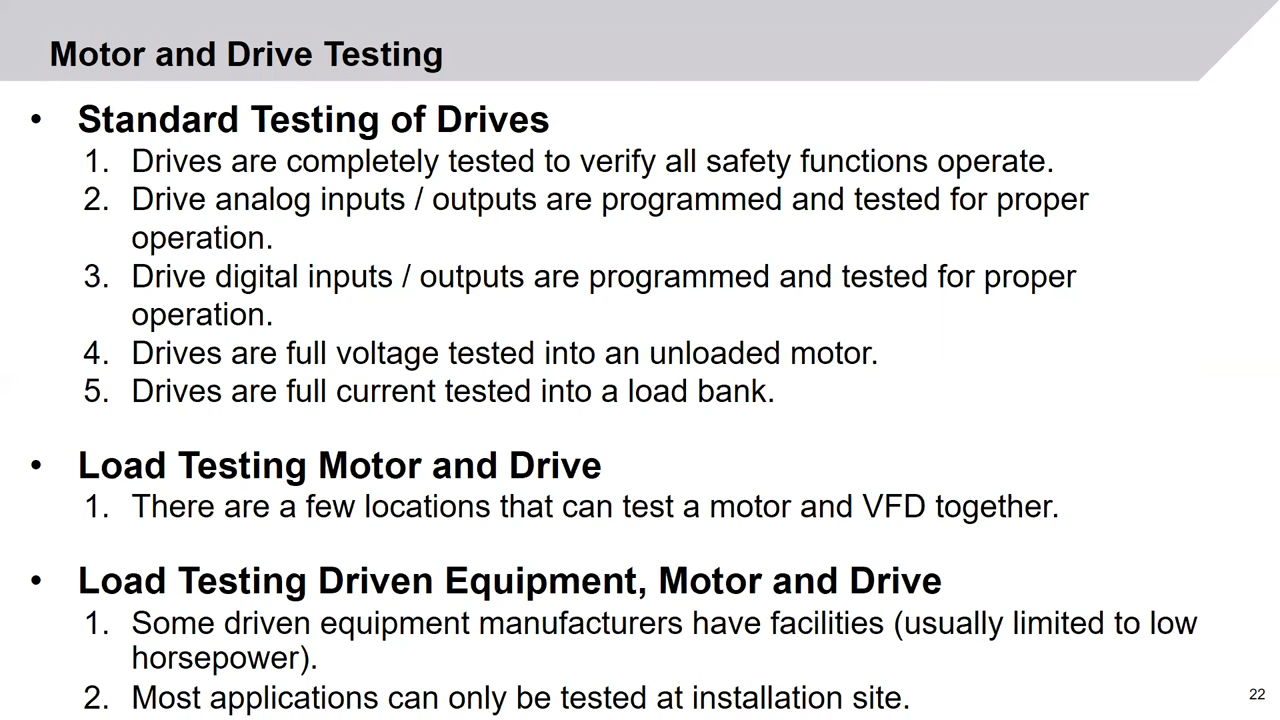 Motor and Drive Testing
• Standard Testing of Drives
1. Drives are completely tested to verify all safety functions operate.
2. Drive analog inputs / outputs are programmed and tested for proper
operation.
3. Drive digital inputs / outputs are programmed and tested for proper
operation.
4. Drives are full voltage tested into an unloaded motor.
5. Drives are full current tested into a load bank.
• Load Testing Motor and Drive
1. There are a few locations that can test a motor and VFD together.
• Load Testing Driven Equipment, Motor and Drive
1. Some driven equipment manufacturers have facilities (usually limited to low
horsepower).
2. Most applications can only be tested at installation site.
22